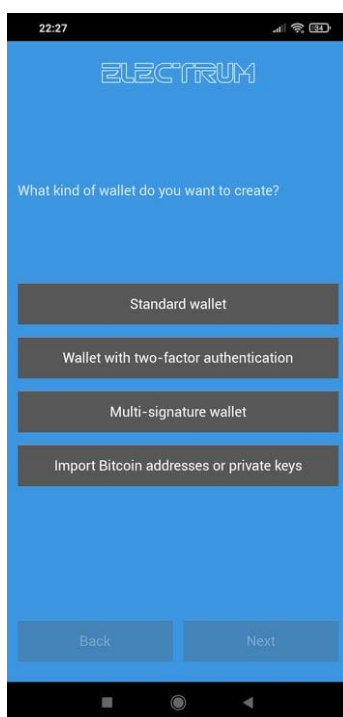 22:27
34
ELECTRUM
What kind of wallet do you want to create?
Standard wallet
Wallet with two-factor authentication
Multi-signature wallet
Import Bitcoin addresses or private keys
Back
Next